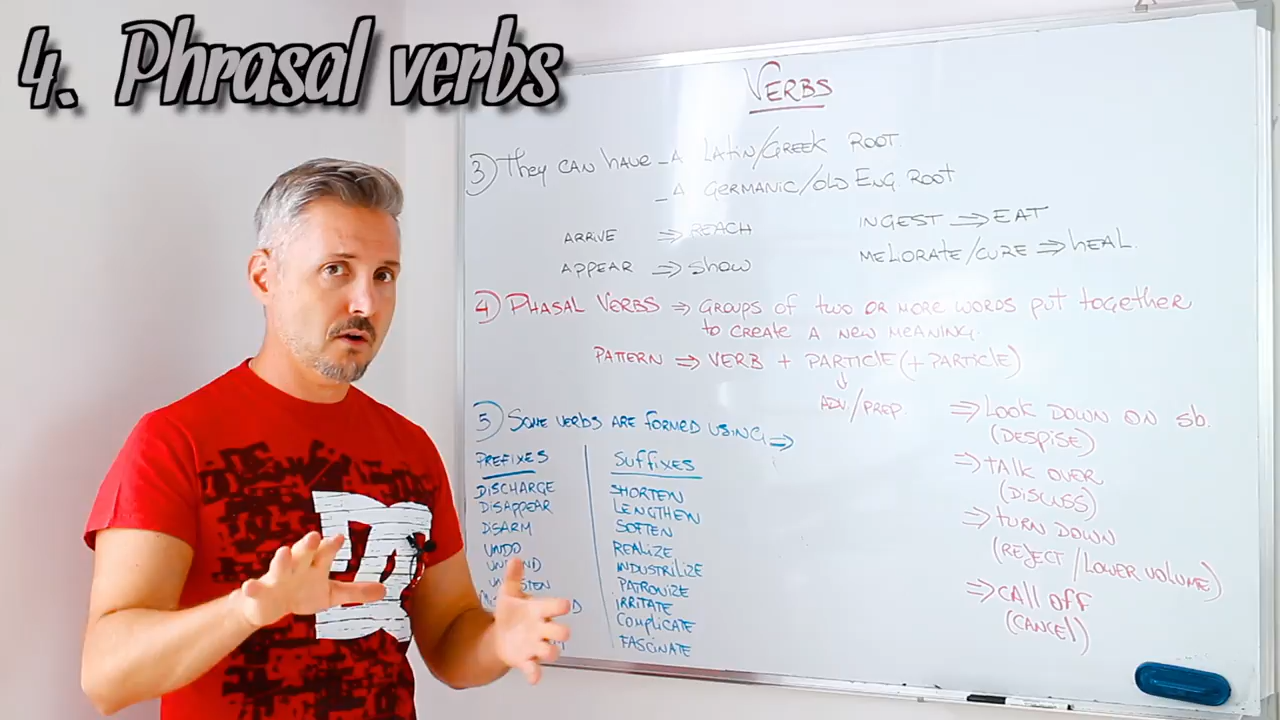 4. Phrasal verbs
VERBS
3) They CAN have - A LATIN/GREEK ROOT.
- A GERMANIC/OLD ENG. ROOT
ARRIVE ⇒ REACH
APPEAR ⇒ show
INGEST ⇒ EAT
MELIORATE/CURE ⇒ hEAL.
4) PHASAL VERBS ⇒ GROUPS OF TWO OR MORE WORDS PUT TOGETHER
TO CREATE A NEW MEANING.
PATTERN ⇒ VERB + PARTICLE (+ PARTICLE)
↓
ADV/PREP.
⇒ LOOK DOWN ON Sb.
(DESPISE)
⇒ TALK OVER
(DISCUSS)
⇒ TURN DOWN
(REJECT/LOWER VOLUME)
⇒ CALL OFF
(CANCEL)
5) SOME VERBS ARE FORMED USING ⇒
PREFIXES
DISCHARGE
DISAPPEAR
DISARM
UNDO
SUFFIXES
SHORTEN
LENGTHEN
SOFTEN
REALIZE
INDUSTRILIZE
PATRONIZE
IRRITATE
COMPLICATE
FASCINATE